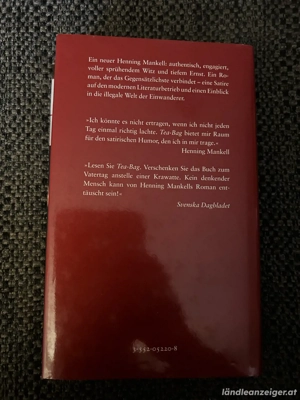 Ein neuer Henning Mankell: authentisch, engagiert,
voller sprühendem Witz und tiefem Ernst. Ein Ro-
man, der das Gegensätzlichste verbindet – eine Satire
auf den modernen Literaturbetrieb und einen Einblick
in die illegale Welt der Einwanderer.
»Ich könnte es nicht ertragen, wenn ich nicht jeden
Tag einmal richtig lachte. Tea-Bag bietet mir Raum
für den satirischen Humor, den ich in mir trage.«
Henning Mankell
»Lesen Sie Tea-Bag. Verschenken Sie das Buch zum
Vatertag anstelle einer Krawatte. Kein denkender
Mensch kann von Henning Mankells Roman ent-
täuscht sein!«
Svenska Dagbladet
3-552-05220-8
ländleanzeiger.at